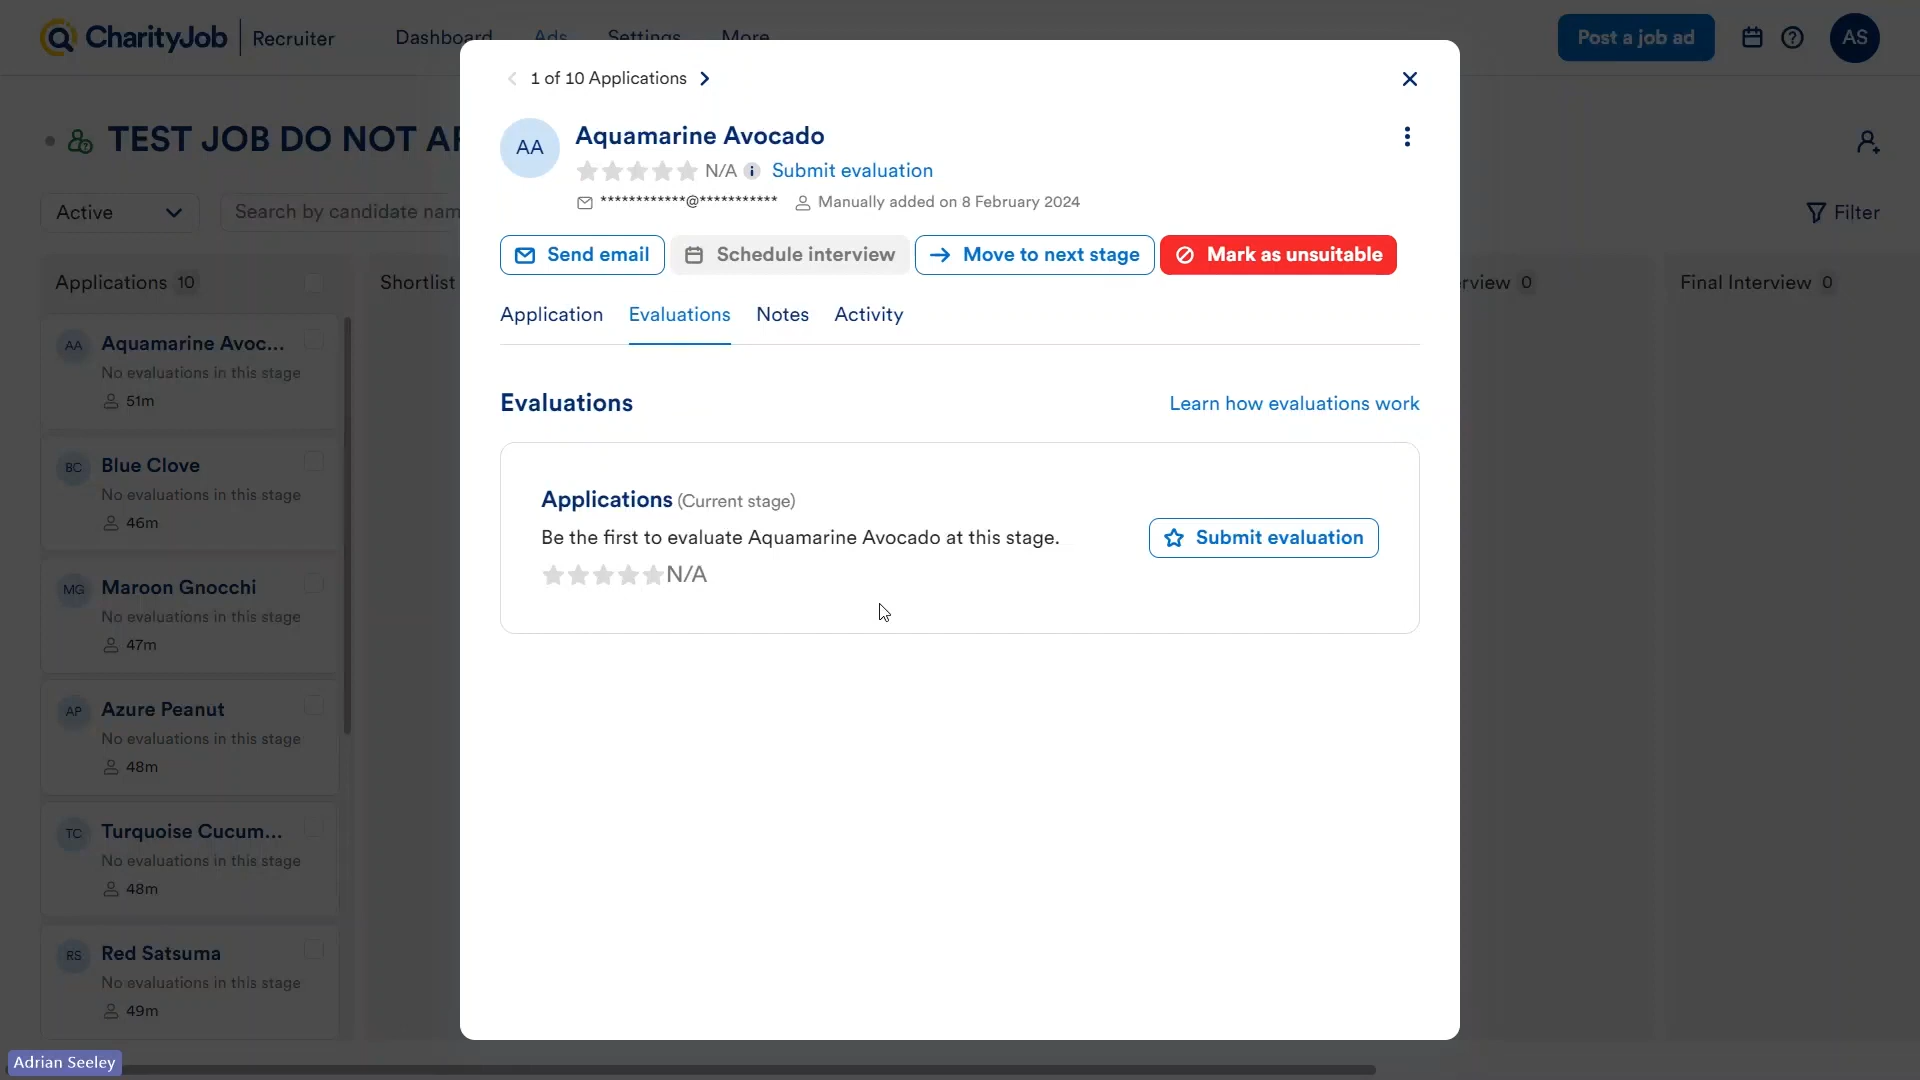 CharityJob Recruiter Dashboard Ads Settings More Post a job ad AS
TEST JOB DO NOT AP
Active Search by candidate nam Filter
Applications 10 Shortlist rview 0 Final Interview 0
AA Aquamarine Avoc...
No evaluations in this stage
51m
BC Blue Clove
No evaluations in this stage
46m
MG Maroon Gnocchi
No evaluations in this stage
47m
AP Azure Peanut
No evaluations in this stage
48m
TC Turquoise Cucum...
No evaluations in this stage
48m
RS Red Satsuma
No evaluations in this stage
49m
1 of 10 Applications
AA Aquamarine Avocado
N/A Submit evaluation
************@*********** Manually added on 8 February 2024
Send email Schedule interview Move to next stage Mark as unsuitable
Application Evaluations Notes Activity
Evaluations Learn how evaluations work
Applications (Current stage)
Be the first to evaluate Aquamarine Avocado at this stage.
Submit evaluation
N/A
Adrian Seeley